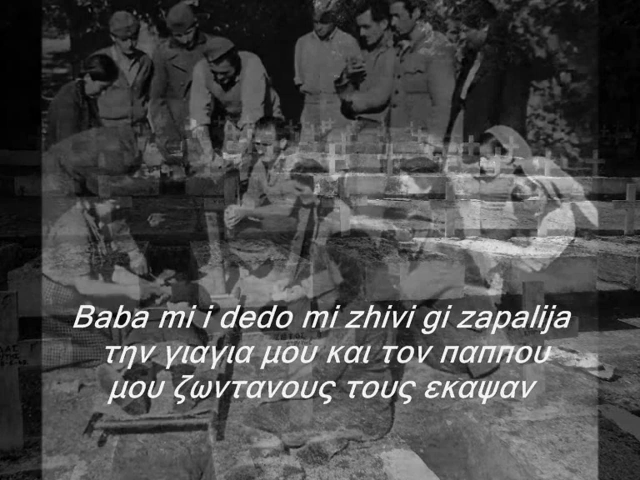 Baba mi i dedo mi zhivi gi zapalija
την γιαγια μου και τον παππου
μου ζωντανους τους εκαψαν